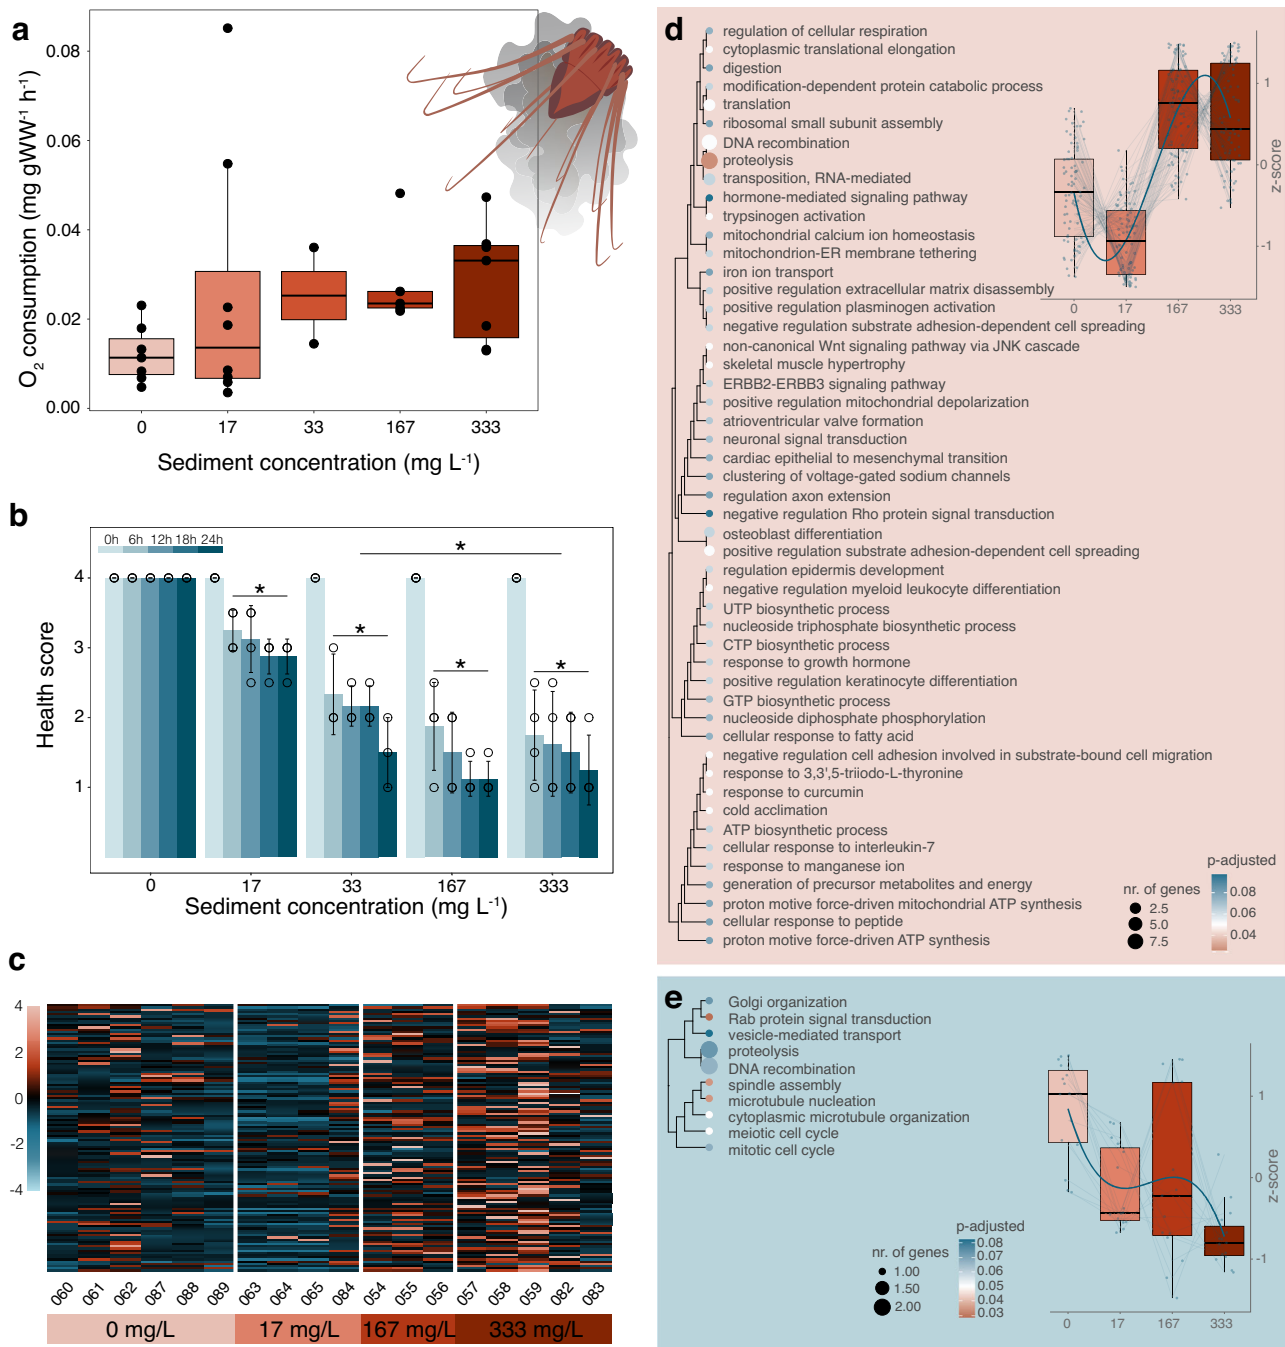 a
0.08
0.06
0.04
0.02
0.00
O2 consumption (mg gWW-1 h-1)
0 17 33 167 333
Sediment concentration (mg L-1)
b
0h 6h 12h 18h 24h
* * * * *
4
3
2
1
Health score
0 17 33 167 333
Sediment concentration (mg L-1)
c
4
2
0
-2
-4
060 061 062 087 088 089 063 064 065 084 054 055 056 057 058 059 082 083
0 mg/L 17 mg/L 167 mg/L 333 mg/L
d
regulation of cellular respiration
cytoplasmic translational elongation
digestion
modification-dependent protein catabolic process
translation
ribosomal small subunit assembly
DNA recombination
proteolysis
transposition, RNA-mediated
hormone-mediated signaling pathway
trypsinogen activation
mitochondrial calcium ion homeostasis
mitochondrion-ER membrane tethering
iron ion transport
positive regulation extracellular matrix disassembly
positive regulation plasminogen activation
negative regulation substrate adhesion-dependent cell spreading
non-canonical Wnt signaling pathway via JNK cascade
skeletal muscle hypertrophy
ERBB2-ERBB3 signaling pathway
positive regulation mitochondrial depolarization
atrioventricular valve formation
neuronal signal transduction
cardiac epithelial to mesenchymal transition
clustering of voltage-gated sodium channels
regulation axon extension
negative regulation Rho protein signal transduction
osteoblast differentiation
positive regulation substrate adhesion-dependent cell spreading
regulation epidermis development
negative regulation myeloid leukocyte differentiation
UTP biosynthetic process
nucleoside triphosphate biosynthetic process
CTP biosynthetic process
response to growth hormone
positive regulation keratinocyte differentiation
GTP biosynthetic process
nucleoside diphosphate phosphorylation
cellular response to fatty acid
negative regulation cell adhesion involved in substrate-bound cell migration
response to 3,3',5-triiodo-L-thyronine
response to curcumin
cold acclimation
ATP biosynthetic process
cellular response to interleukin-7
response to manganese ion
generation of precursor metabolites and energy
proton motive force-driven mitochondrial ATP synthesis
cellular response to peptide
proton motive force-driven ATP synthesis
1
0
-1
z-score
0 17 167 333
nr. of genes
2.5
5.0
7.5
p-adjusted
0.08
0.06
0.04
e
Golgi organization
Rab protein signal transduction
vesicle-mediated transport
proteolysis
DNA recombination
spindle assembly
microtubule nucleation
cytoplasmic microtubule organization
meiotic cell cycle
mitotic cell cycle
1
0
-1
z-score
0 17 167 333
nr. of genes
1.00
1.50
2.00
p-adjusted
0.08
0.07
0.06
0.05
0.04
0.03